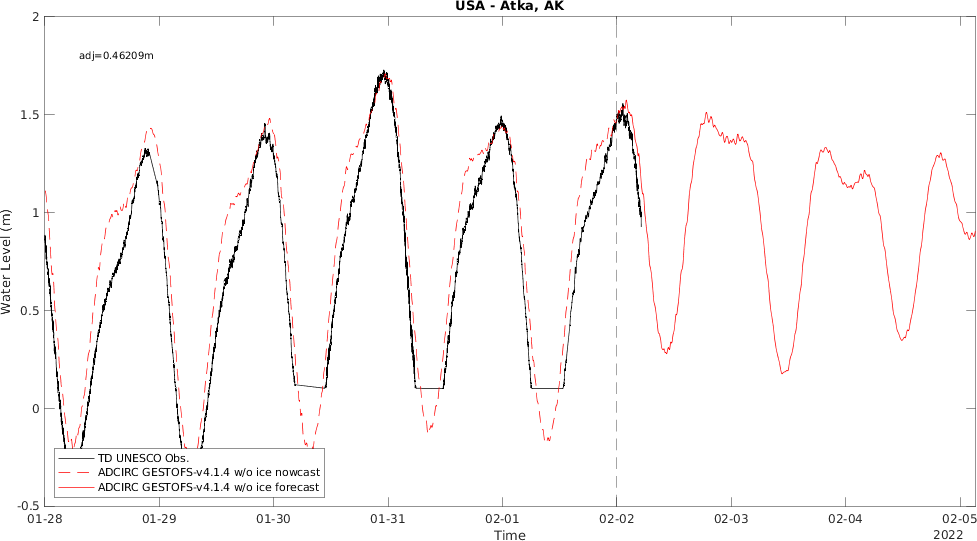 USA - Atka, AK
adj=0.46209m
Water Level (m)
2
1.5
1
0.5
0
-0.5
TD UNESCO Obs.
ADCIRC GESTOFS-v4.1.4 w/o ice nowcast
ADCIRC GESTOFS-v4.1.4 w/o ice forecast
01-28 01-29 01-30 01-31 02-01 02-02 02-03 02-04 02-05
Time
2022